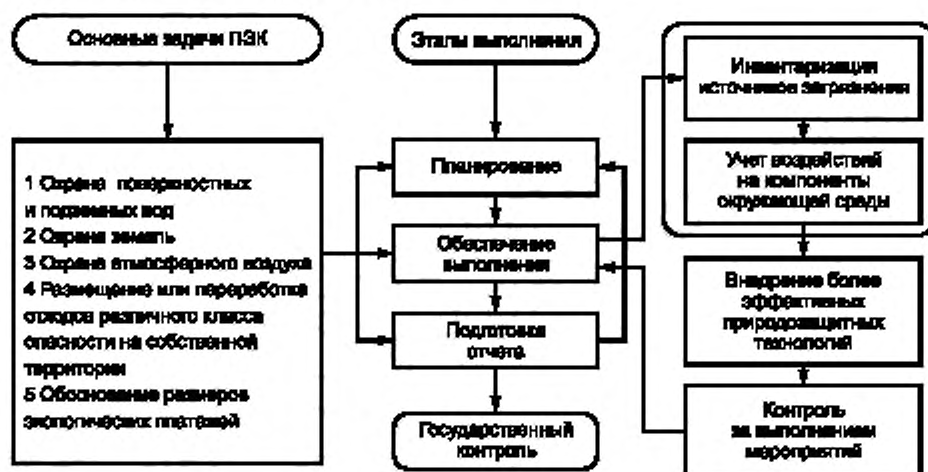 Основные задачи ПЭК
1 Охрана поверхностных
и подземных вод
2 Охрана земель
3 Охрана атмосферного воздуха
4 Размещение или переработка
отходов различного класса
опасности на собственной
территории
5 Обоснование размеров
экологических платежей
Этапы выполнения
Планирование
Обеспечение
выполнения
Подготовка
отчета
Государственный
контроль
Инвентаризация
источников загрязнения
Учет воздействий
на компоненты
окружающей среды
Внедрение более
эффективных
природозащитных
технологий
Контроль
за выполнением
мероприятий